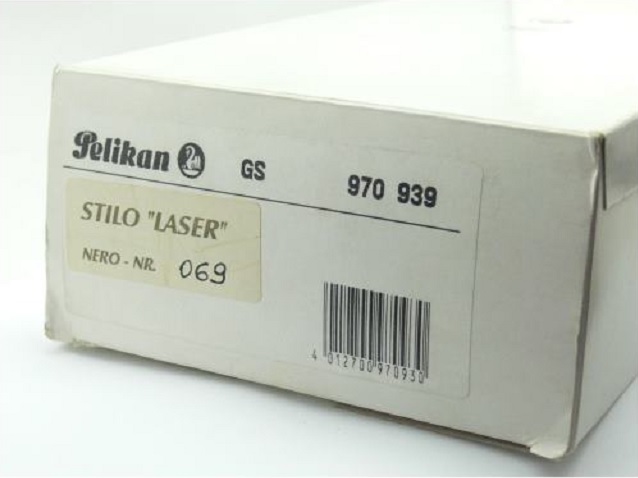 Pelikan GS 970 939
STILO "LASER"
NERO - NR. 069
4 012700 970930